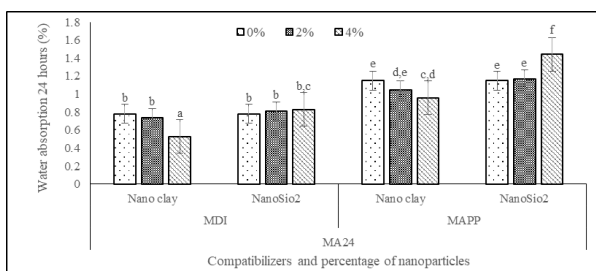 Water absorption 24 hours (%)
1.8
1.6
1.4
1.2
1
0.8
0.6
0.4
0.2
0
0% 2% 4%
b b a b b b,c e d,e c,d e e f
Nano clay NanoSio2 Nano clay NanoSio2
MDI MAPP
MA24
Compatibilizers and percentage of nanoparticles